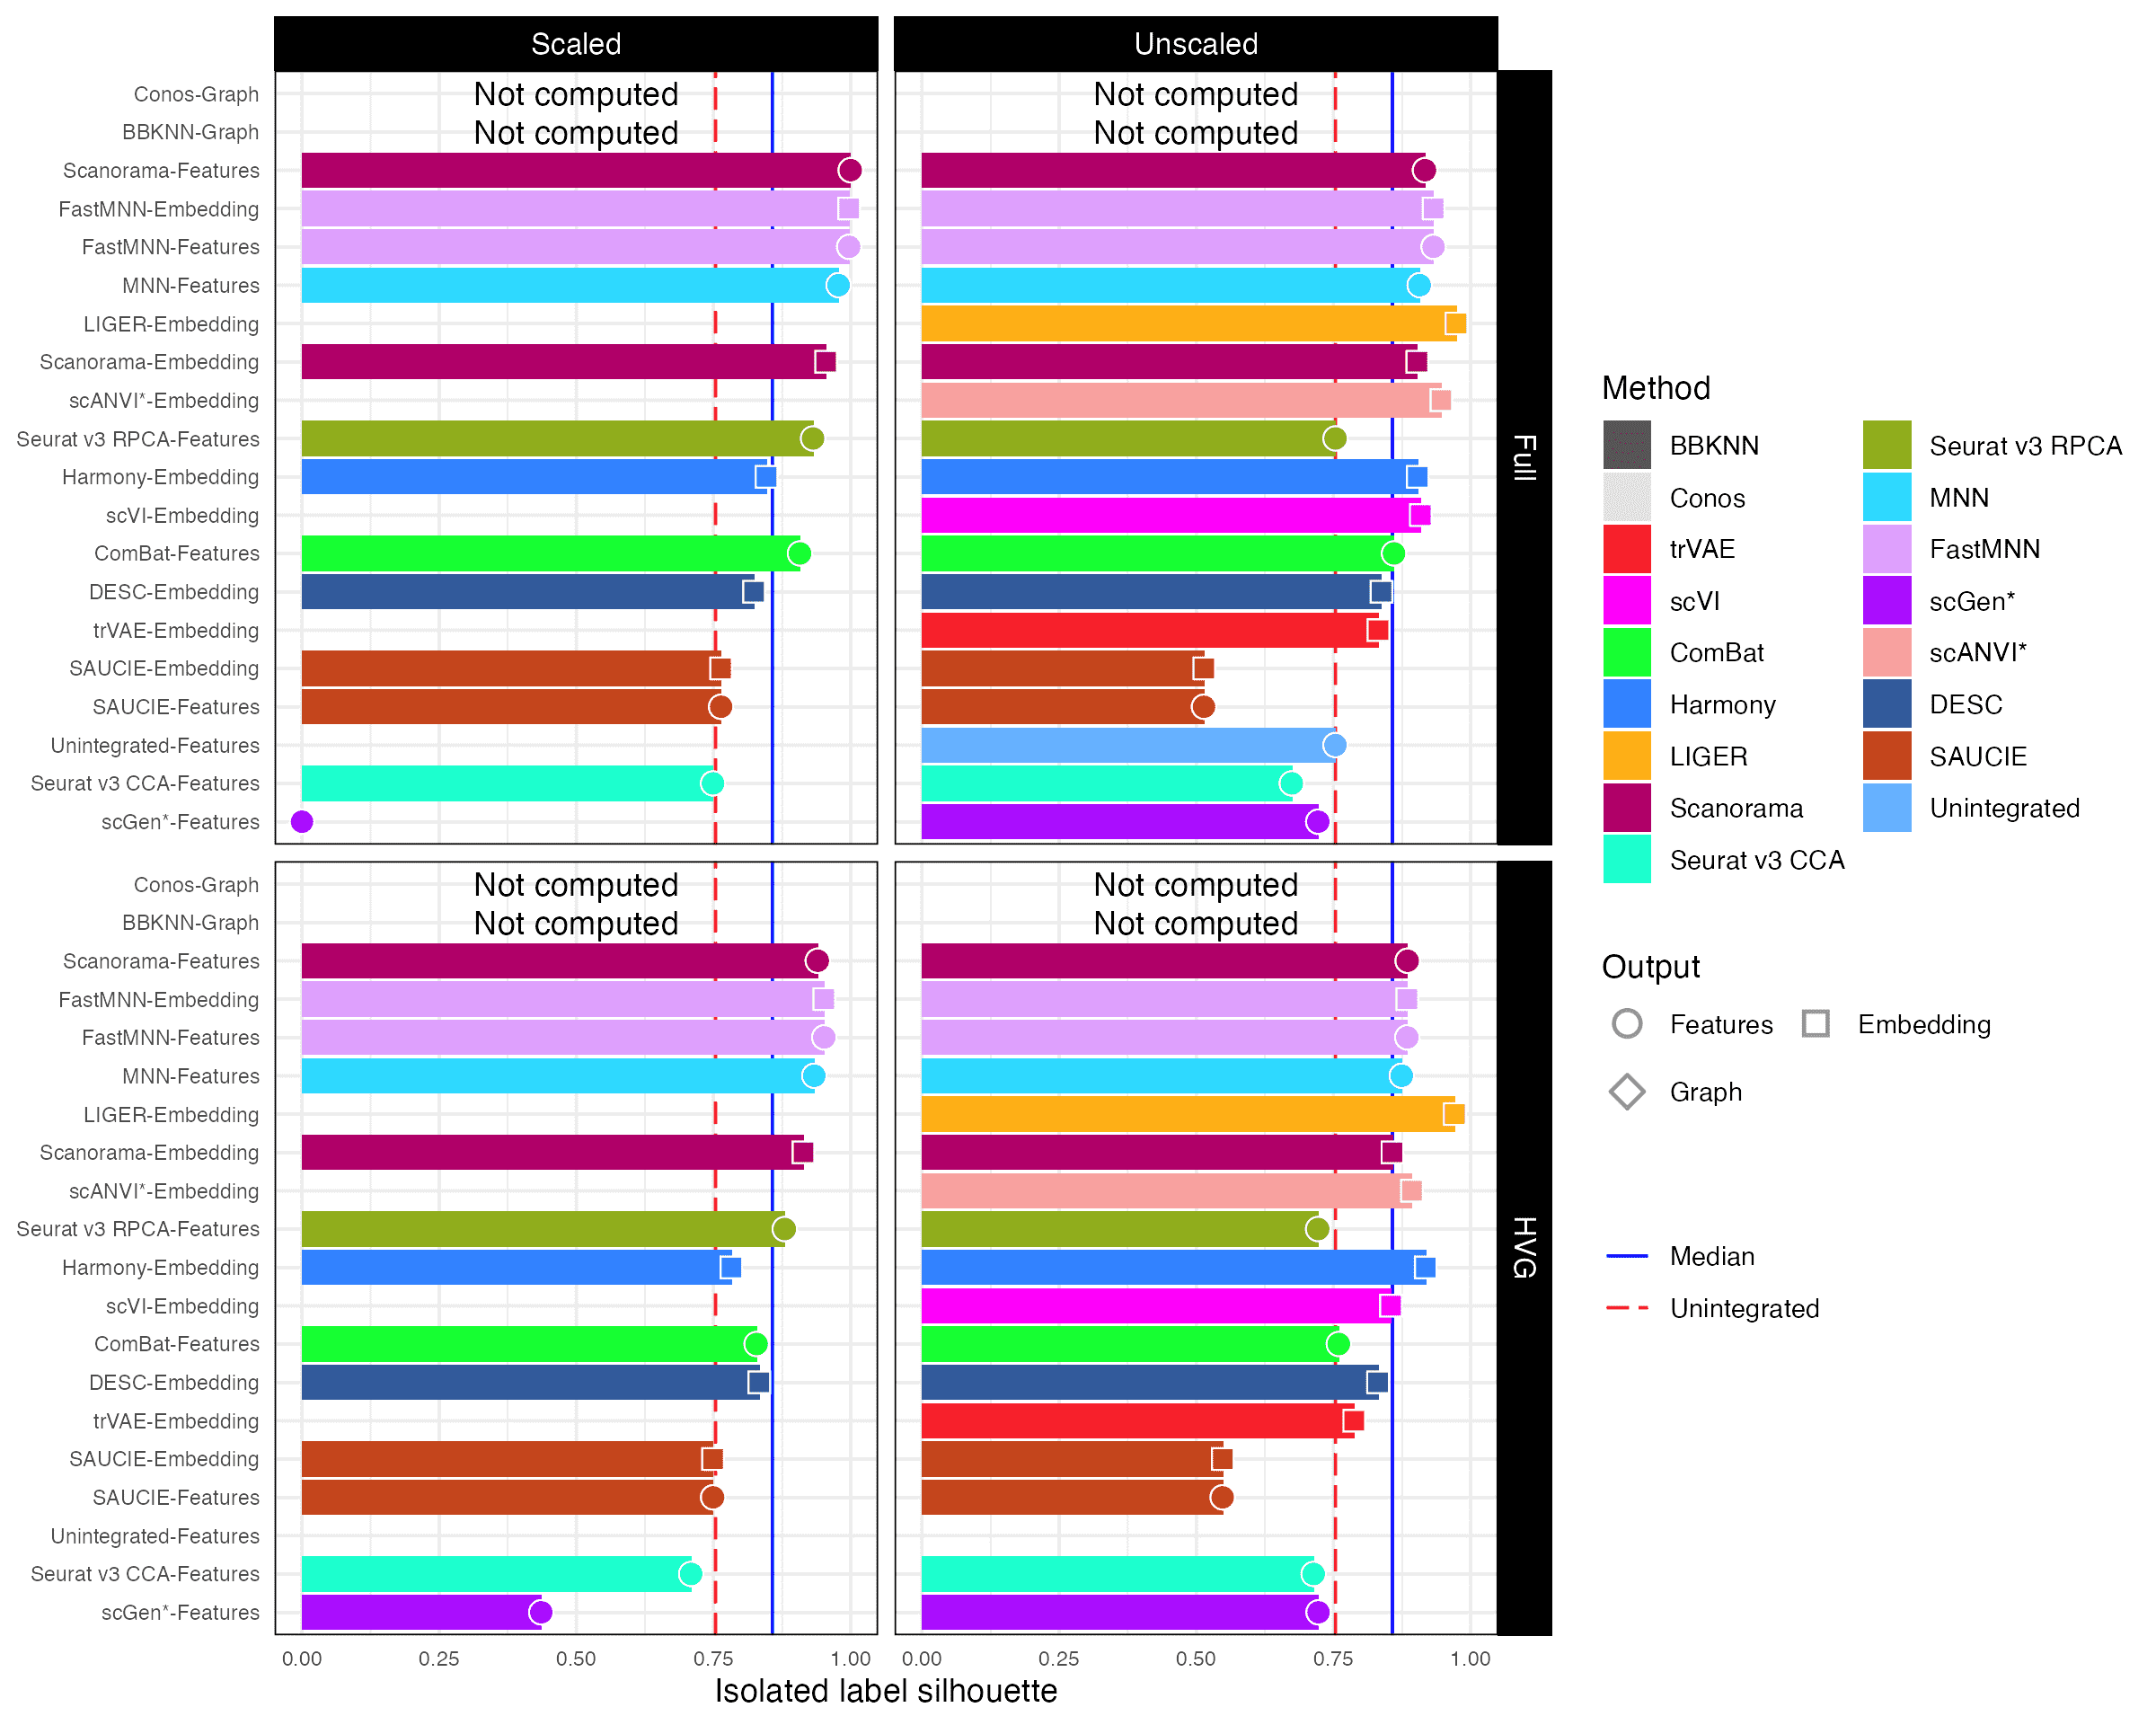 Scaled
Unscaled
Conos-Graph
BBKNN-Graph
Scanorama-Features
FastMNN-Embedding
FastMNN-Features
MNN-Features
LIGER-Embedding
Scanorama-Embedding
scANVI*-Embedding
Seurat v3 RPCA-Features
Harmony-Embedding
scVI-Embedding
ComBat-Features
DESC-Embedding
trVAE-Embedding
SAUCIE-Embedding
SAUCIE-Features
Unintegrated-Features
Seurat v3 CCA-Features
scGen*-Features
Not computed
Not computed
Not computed
Not computed
Full
Conos-Graph
BBKNN-Graph
Scanorama-Features
FastMNN-Embedding
FastMNN-Features
MNN-Features
LIGER-Embedding
Scanorama-Embedding
scANVI*-Embedding
Seurat v3 RPCA-Features
Harmony-Embedding
scVI-Embedding
ComBat-Features
DESC-Embedding
trVAE-Embedding
SAUCIE-Embedding
SAUCIE-Features
Unintegrated-Features
Seurat v3 CCA-Features
scGen*-Features
Not computed
Not computed
Not computed
Not computed
HVG
0.00 0.25 0.50 0.75 1.00
0.00 0.25 0.50 0.75 1.00
Isolated label silhouette
Method
BBKNN
Conos
trVAE
scVI
ComBat
Harmony
LIGER
Scanorama
Seurat v3 CCA
Seurat v3 RPCA
MNN
FastMNN
scGen*
scANVI*
DESC
SAUCIE
Unintegrated
Output
Features
Embedding
Graph
Median
Unintegrated